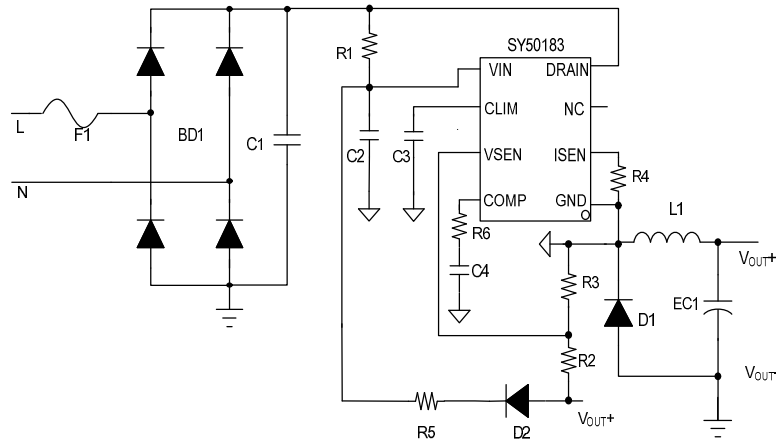 SY50183
R1
VIN
DRAIN
L
F1
BD1
C1
C2
C3
CLIM
NC
VSEN
ISEN
R4
COMP
GND
L1
N
R6
C4
R3
VOUT+
D1
EC1
R2
VOUT-
R5
D2
VOUT+